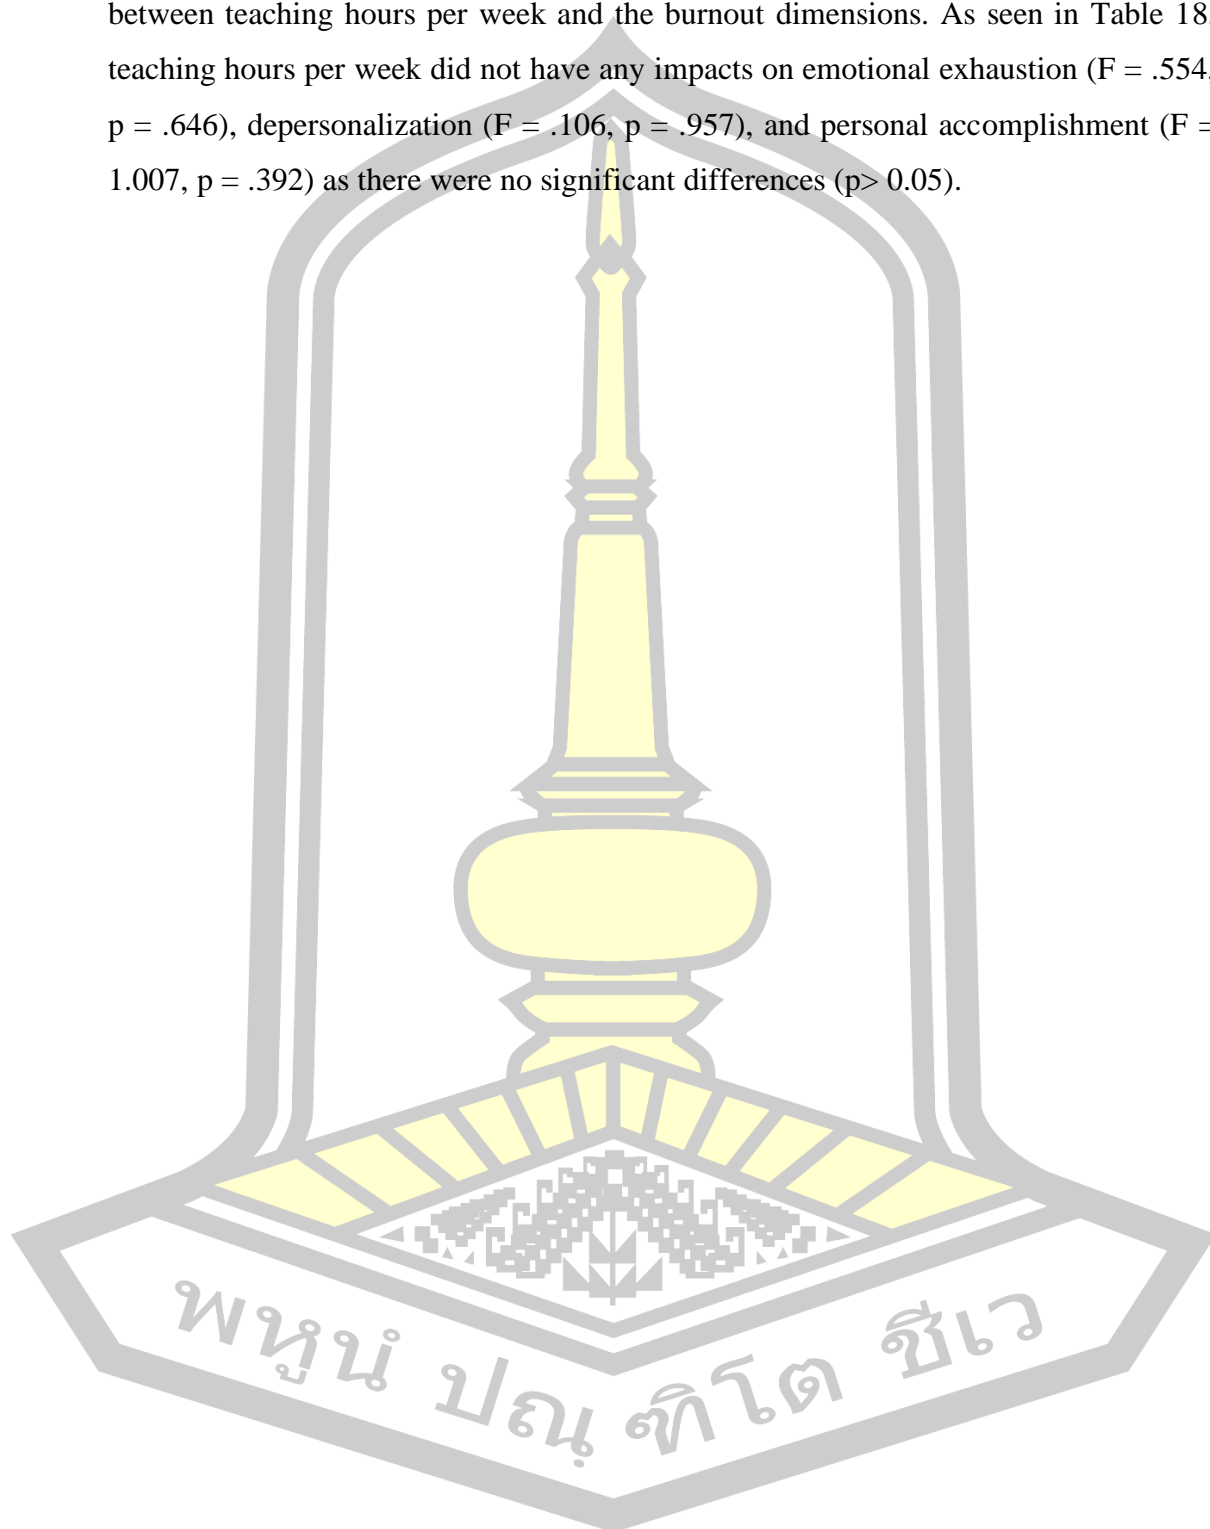 between teaching hours per week and the burnout dimensions. As seen in Table 18,
teaching hours per week did not have any impacts on emotional exhaustion (F = .554,
p = .646), depersonalization (F = .106, p = .957), and personal accomplishment (F =
1.007, p = .392) as there were no significant differences (p> 0.05).
พหูนํ ปณฺ ฑิโต ชีเว